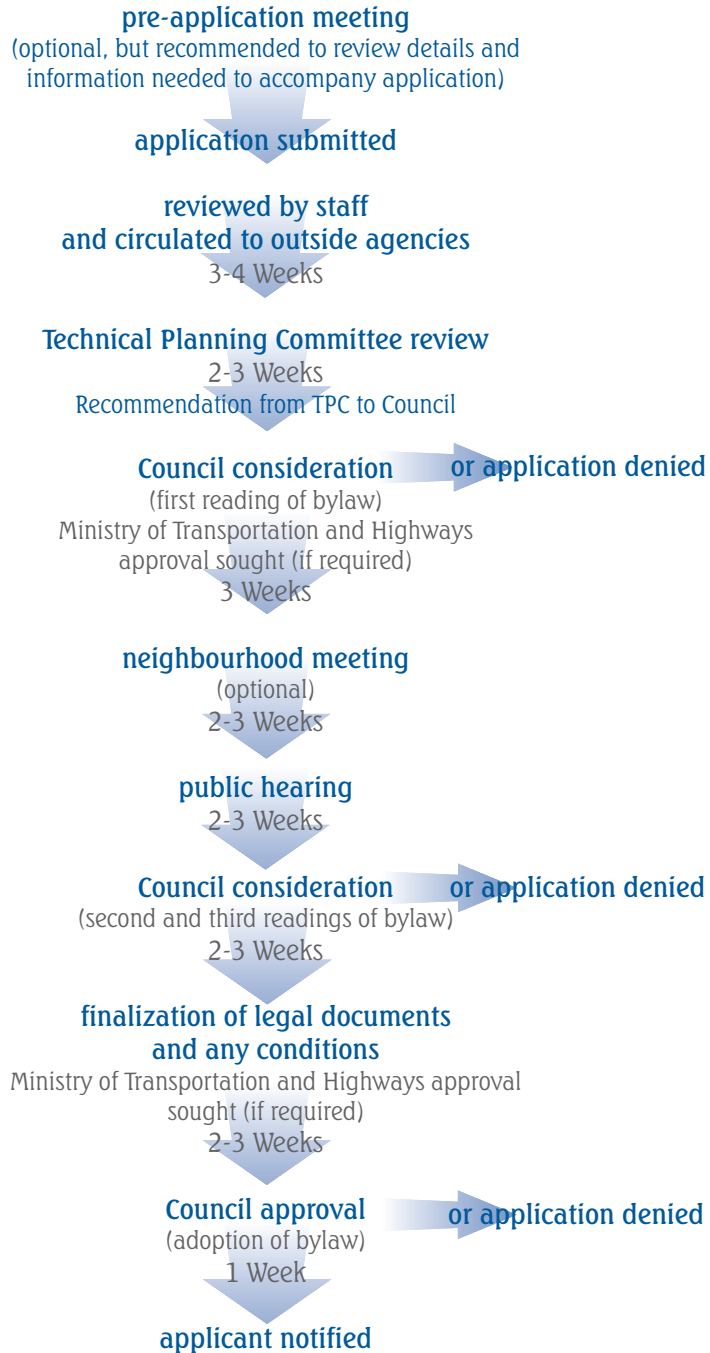 pre-application meeting
(optional, but recommended to review details and
information needed to accompany application)
application submitted
reviewed by staff
and circulated to outside agencies
3-4 Weeks
Technical Planning Committee review
2-3 Weeks
Recommendation from TPC to Council
Council consideration or application denied
(first reading of bylaw)
Ministry of Transportation and Highways
approval sought (if required)
3 Weeks
neighbourhood meeting
(optional)
2-3 Weeks
public hearing
2-3 Weeks
Council consideration or application denied
(second and third readings of bylaw)
2-3 Weeks
finalization of legal documents
and any conditions
Ministry of Transportation and Highways approval
sought (if required)
2-3 Weeks
Council approval or application denied
(adoption of bylaw)
1 Week
applicant notified